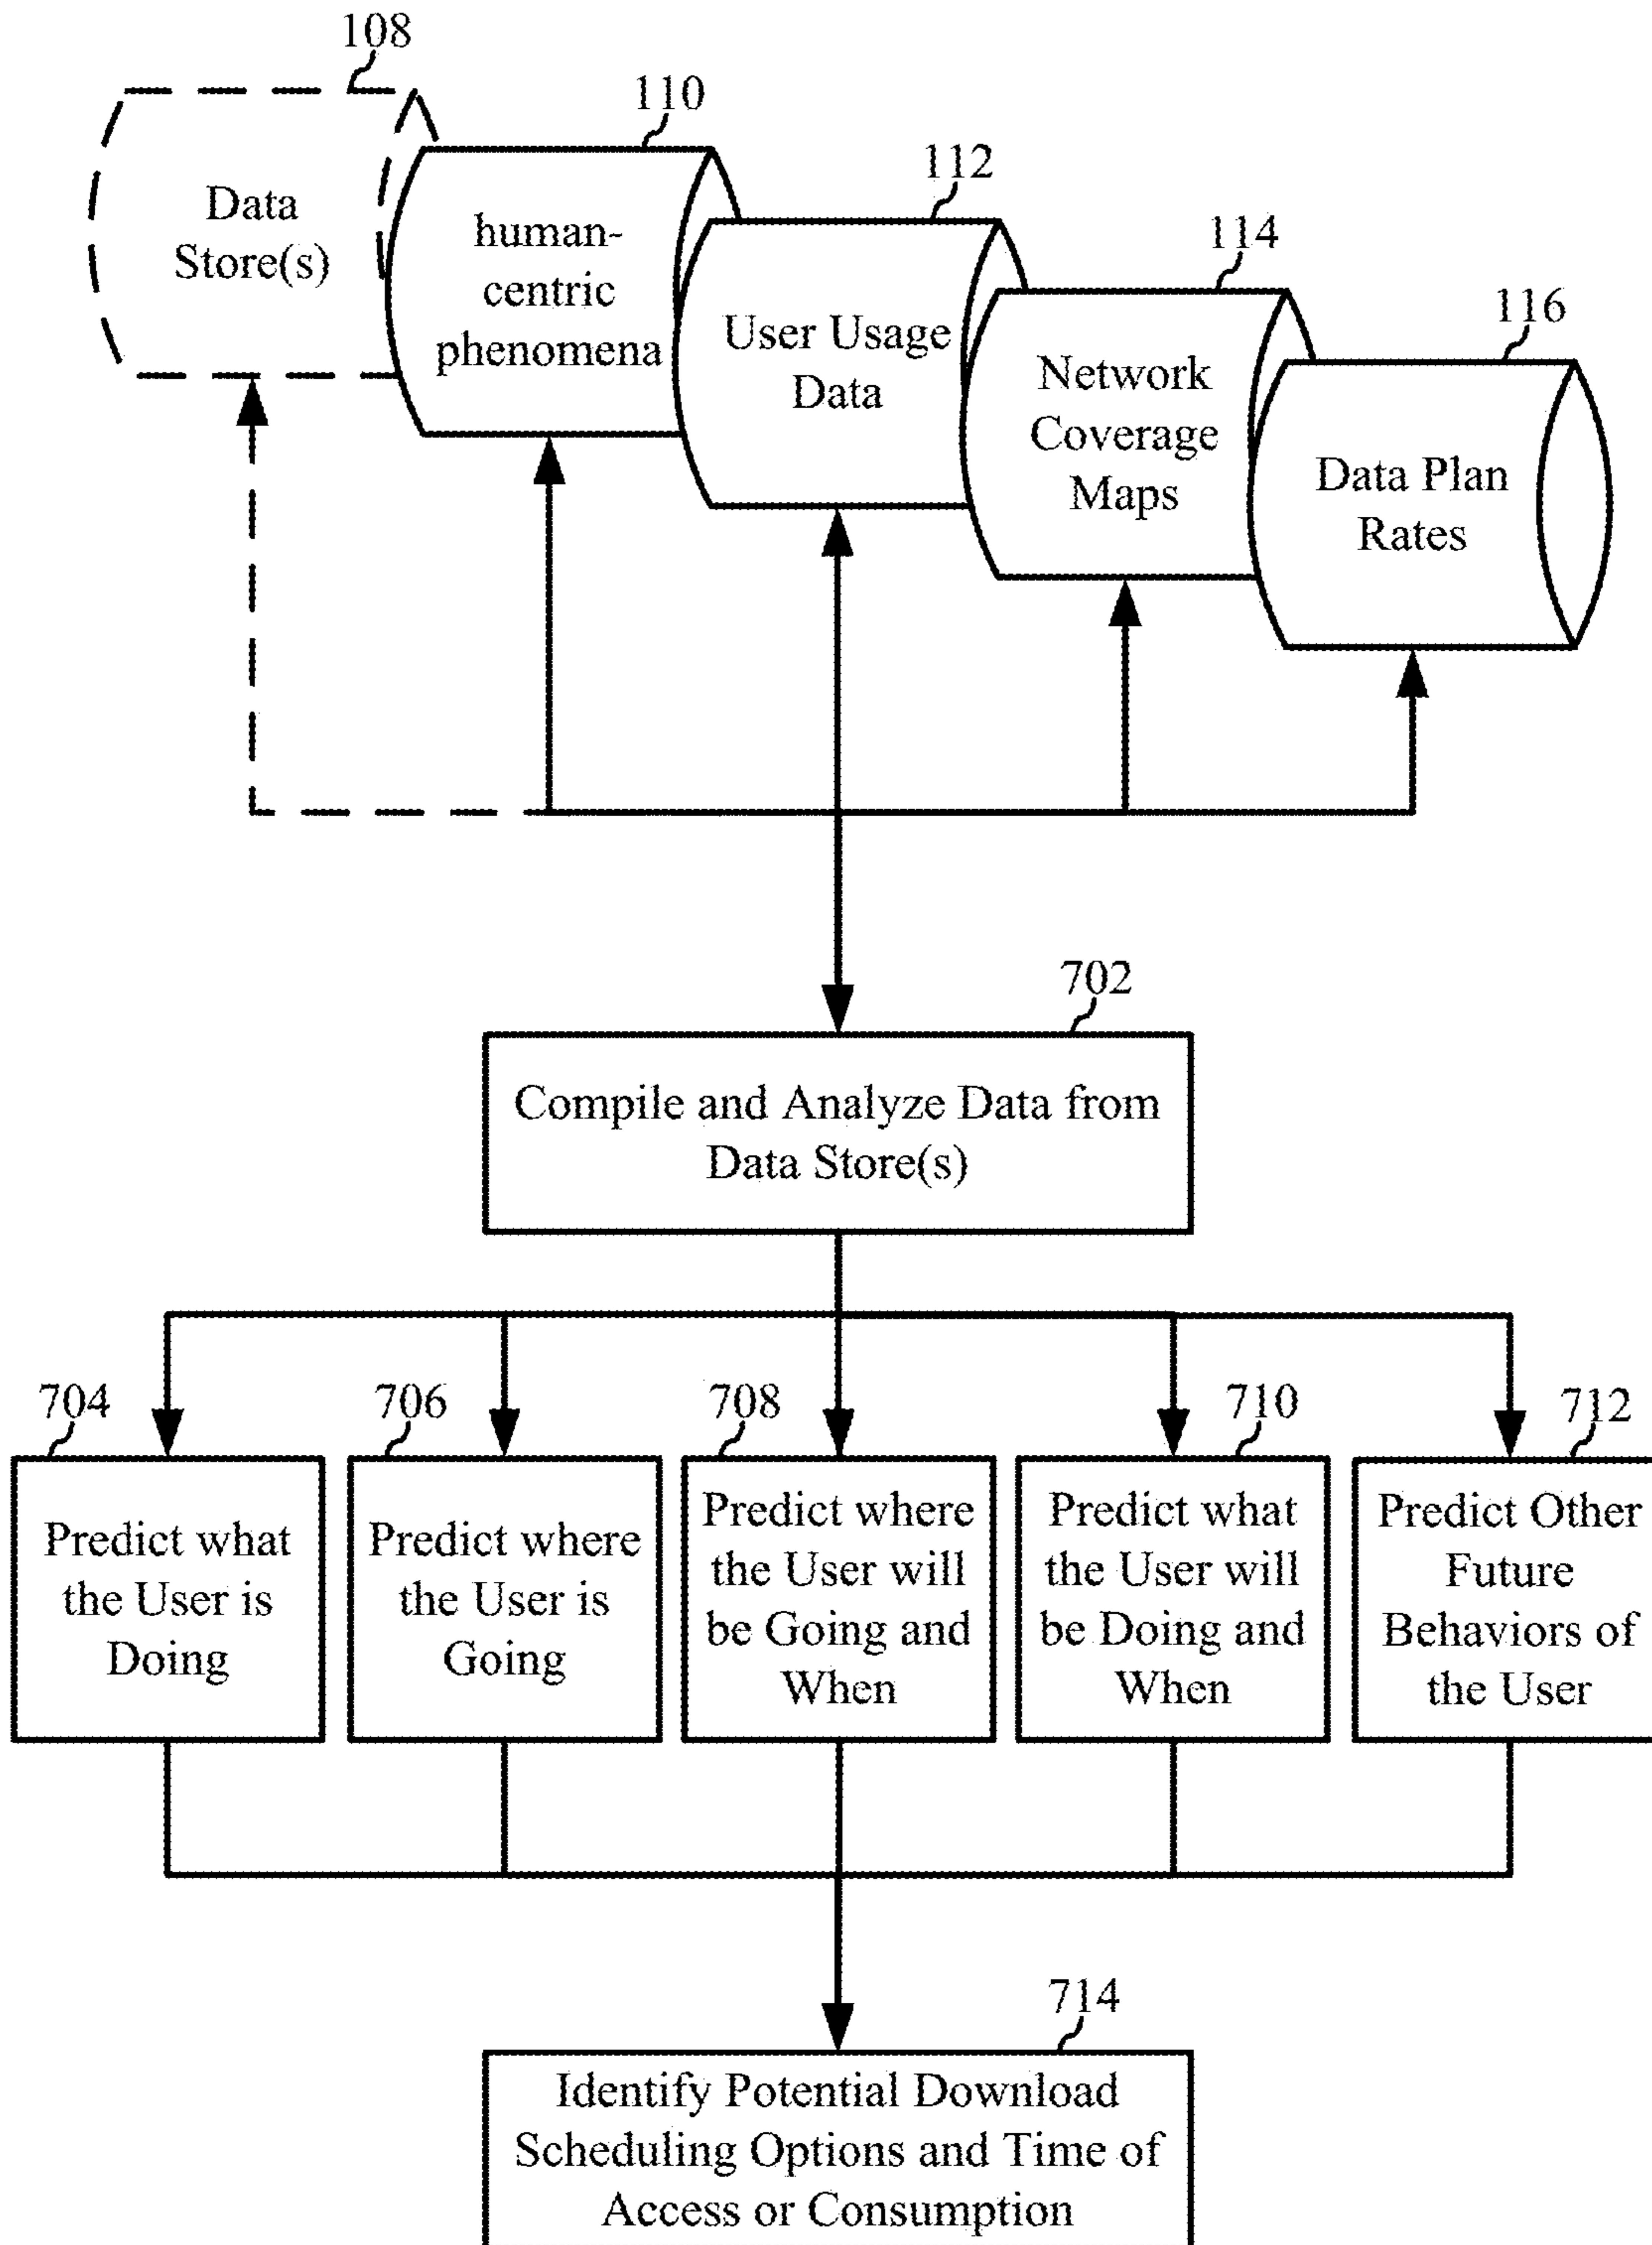 108
Data
Store(s)
110
human-
centric
phenomena
112
User Usage
Data
114
Network
Coverage
Maps
116
Data Plan
Rates
702
Compile and Analyze Data from
Data Store(s)
704
Predict what
the User is
Doing
706
Predict where
the User is
Going
708
Predict where
the User will
be Going and
When
710
Predict what
the User will
be Doing and
When
712
Predict Other
Future
Behaviors of
the User
714
Identify Potential Download
Scheduling Options and Time of
Access or Consumption